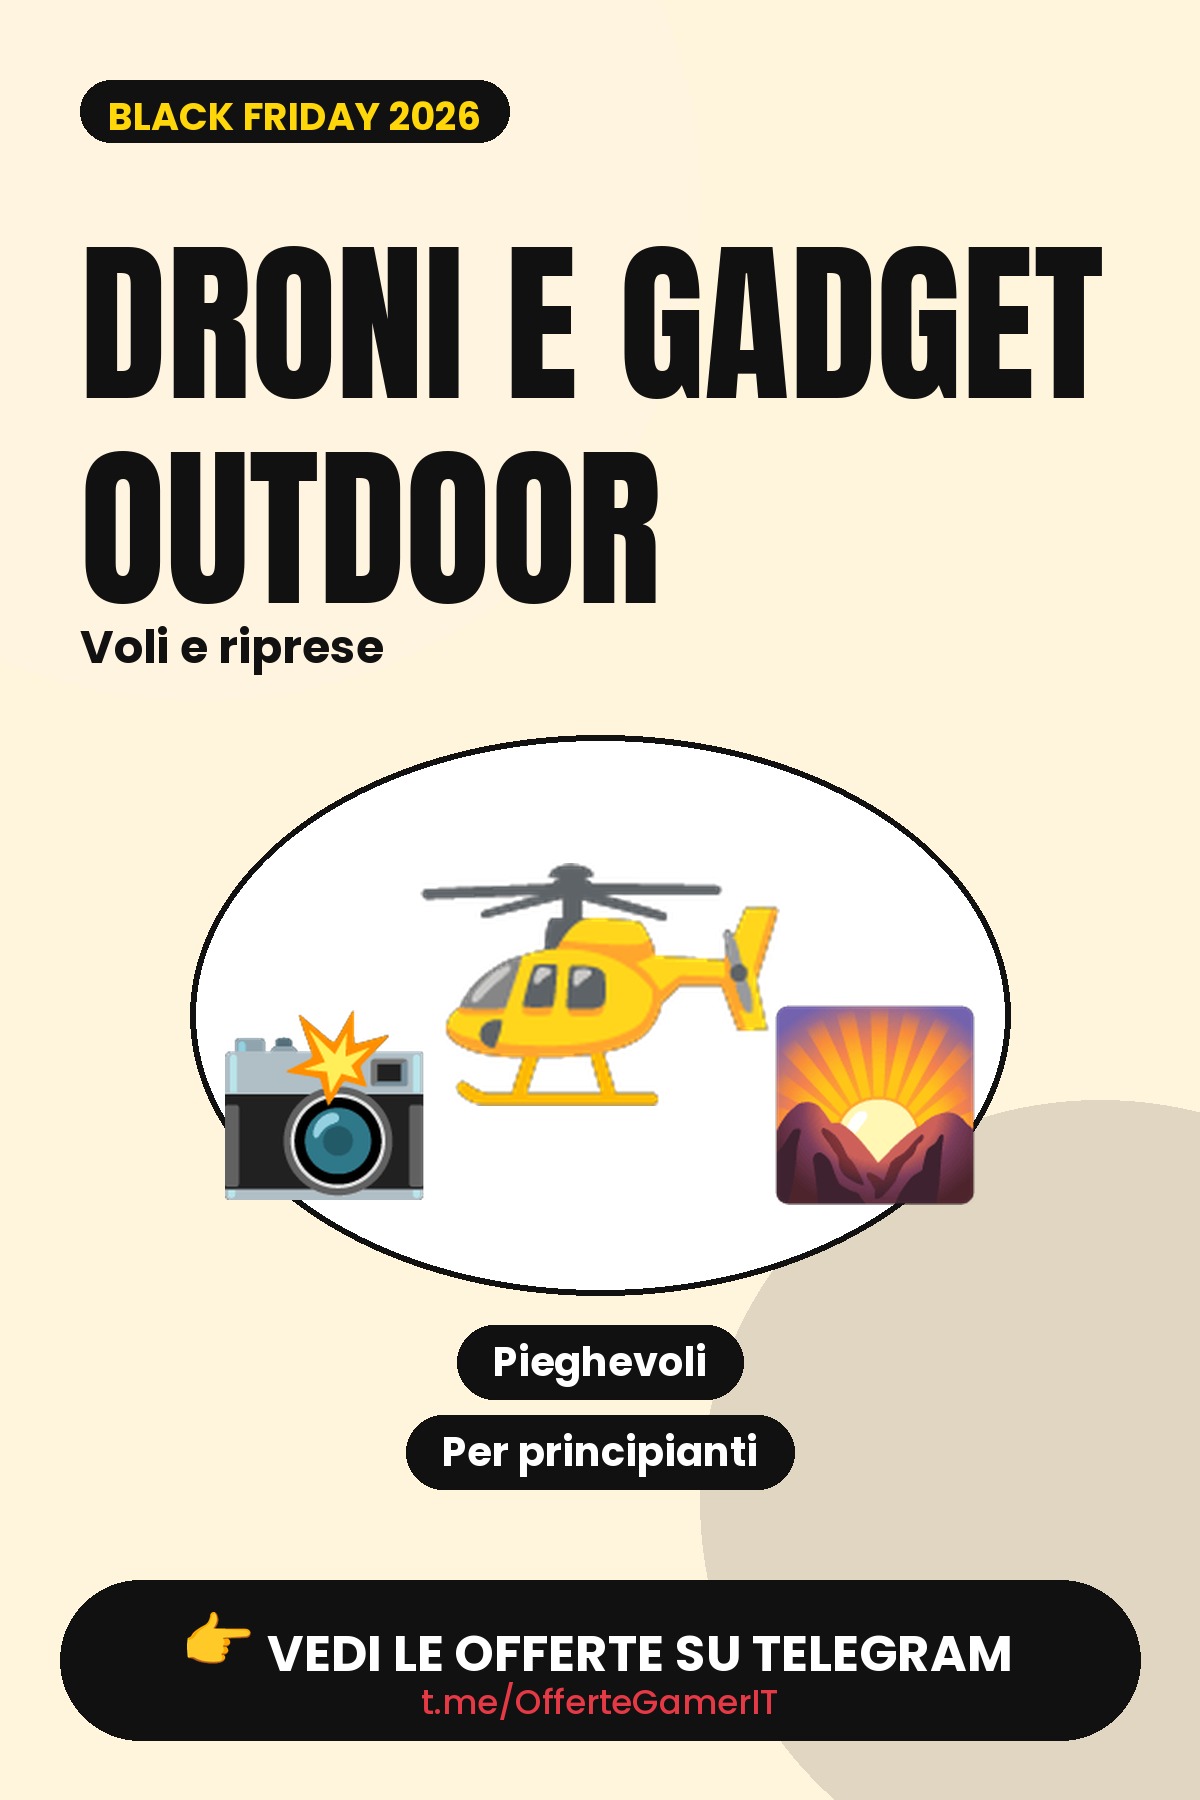 BLACK FRIDAY 2026
DRONI E GADGET
OUTDOOR
Voli e riprese
Pieghevoli
Per principianti
VEDI LE OFFERTE SU TELEGRAM
t.me/OfferteGamerIT